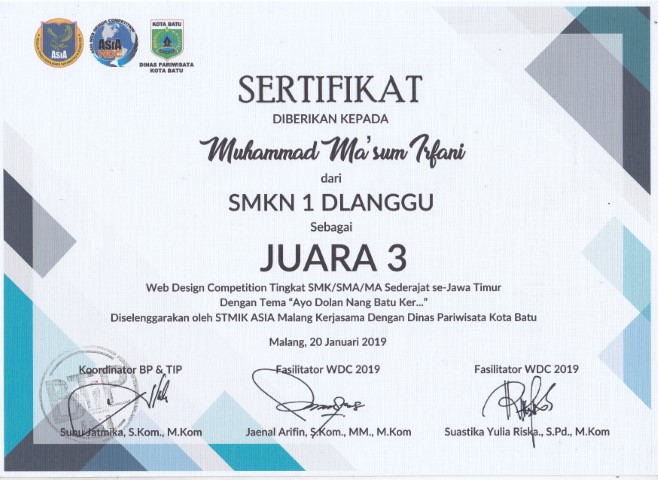 ASIA
ASIA
KOTA BATU
DINAS PARIWISATA
KOTA BATU
SERTIFIKAT
DIBERIKAN KEPADA
Muhammad Ma'sum Irfani
dari
SMKN 1 DLANGGU
Sebagai
JUARA 3
Web Design Competition Tingkat SMK/SMA/MA Sederajat se-Jawa Timur
Dengan Tema “Ayo Dolan Nang Batu Ker...”
Diselenggarakan oleh STMIK ASIA Malang Kerjasama Dengan Dinas Pariwisata Kota Batu
Malang, 20 Januari 2019
Koordinator BP & TIP Fasilitator WDC 2019 Fasilitator WDC 2019
Sunu Jatmika, S.Kom., M.Kom Jaenal Arifin, S.Kom., MM., M.Kom Suastika Yulia Riska., S.Pd., M.Kom